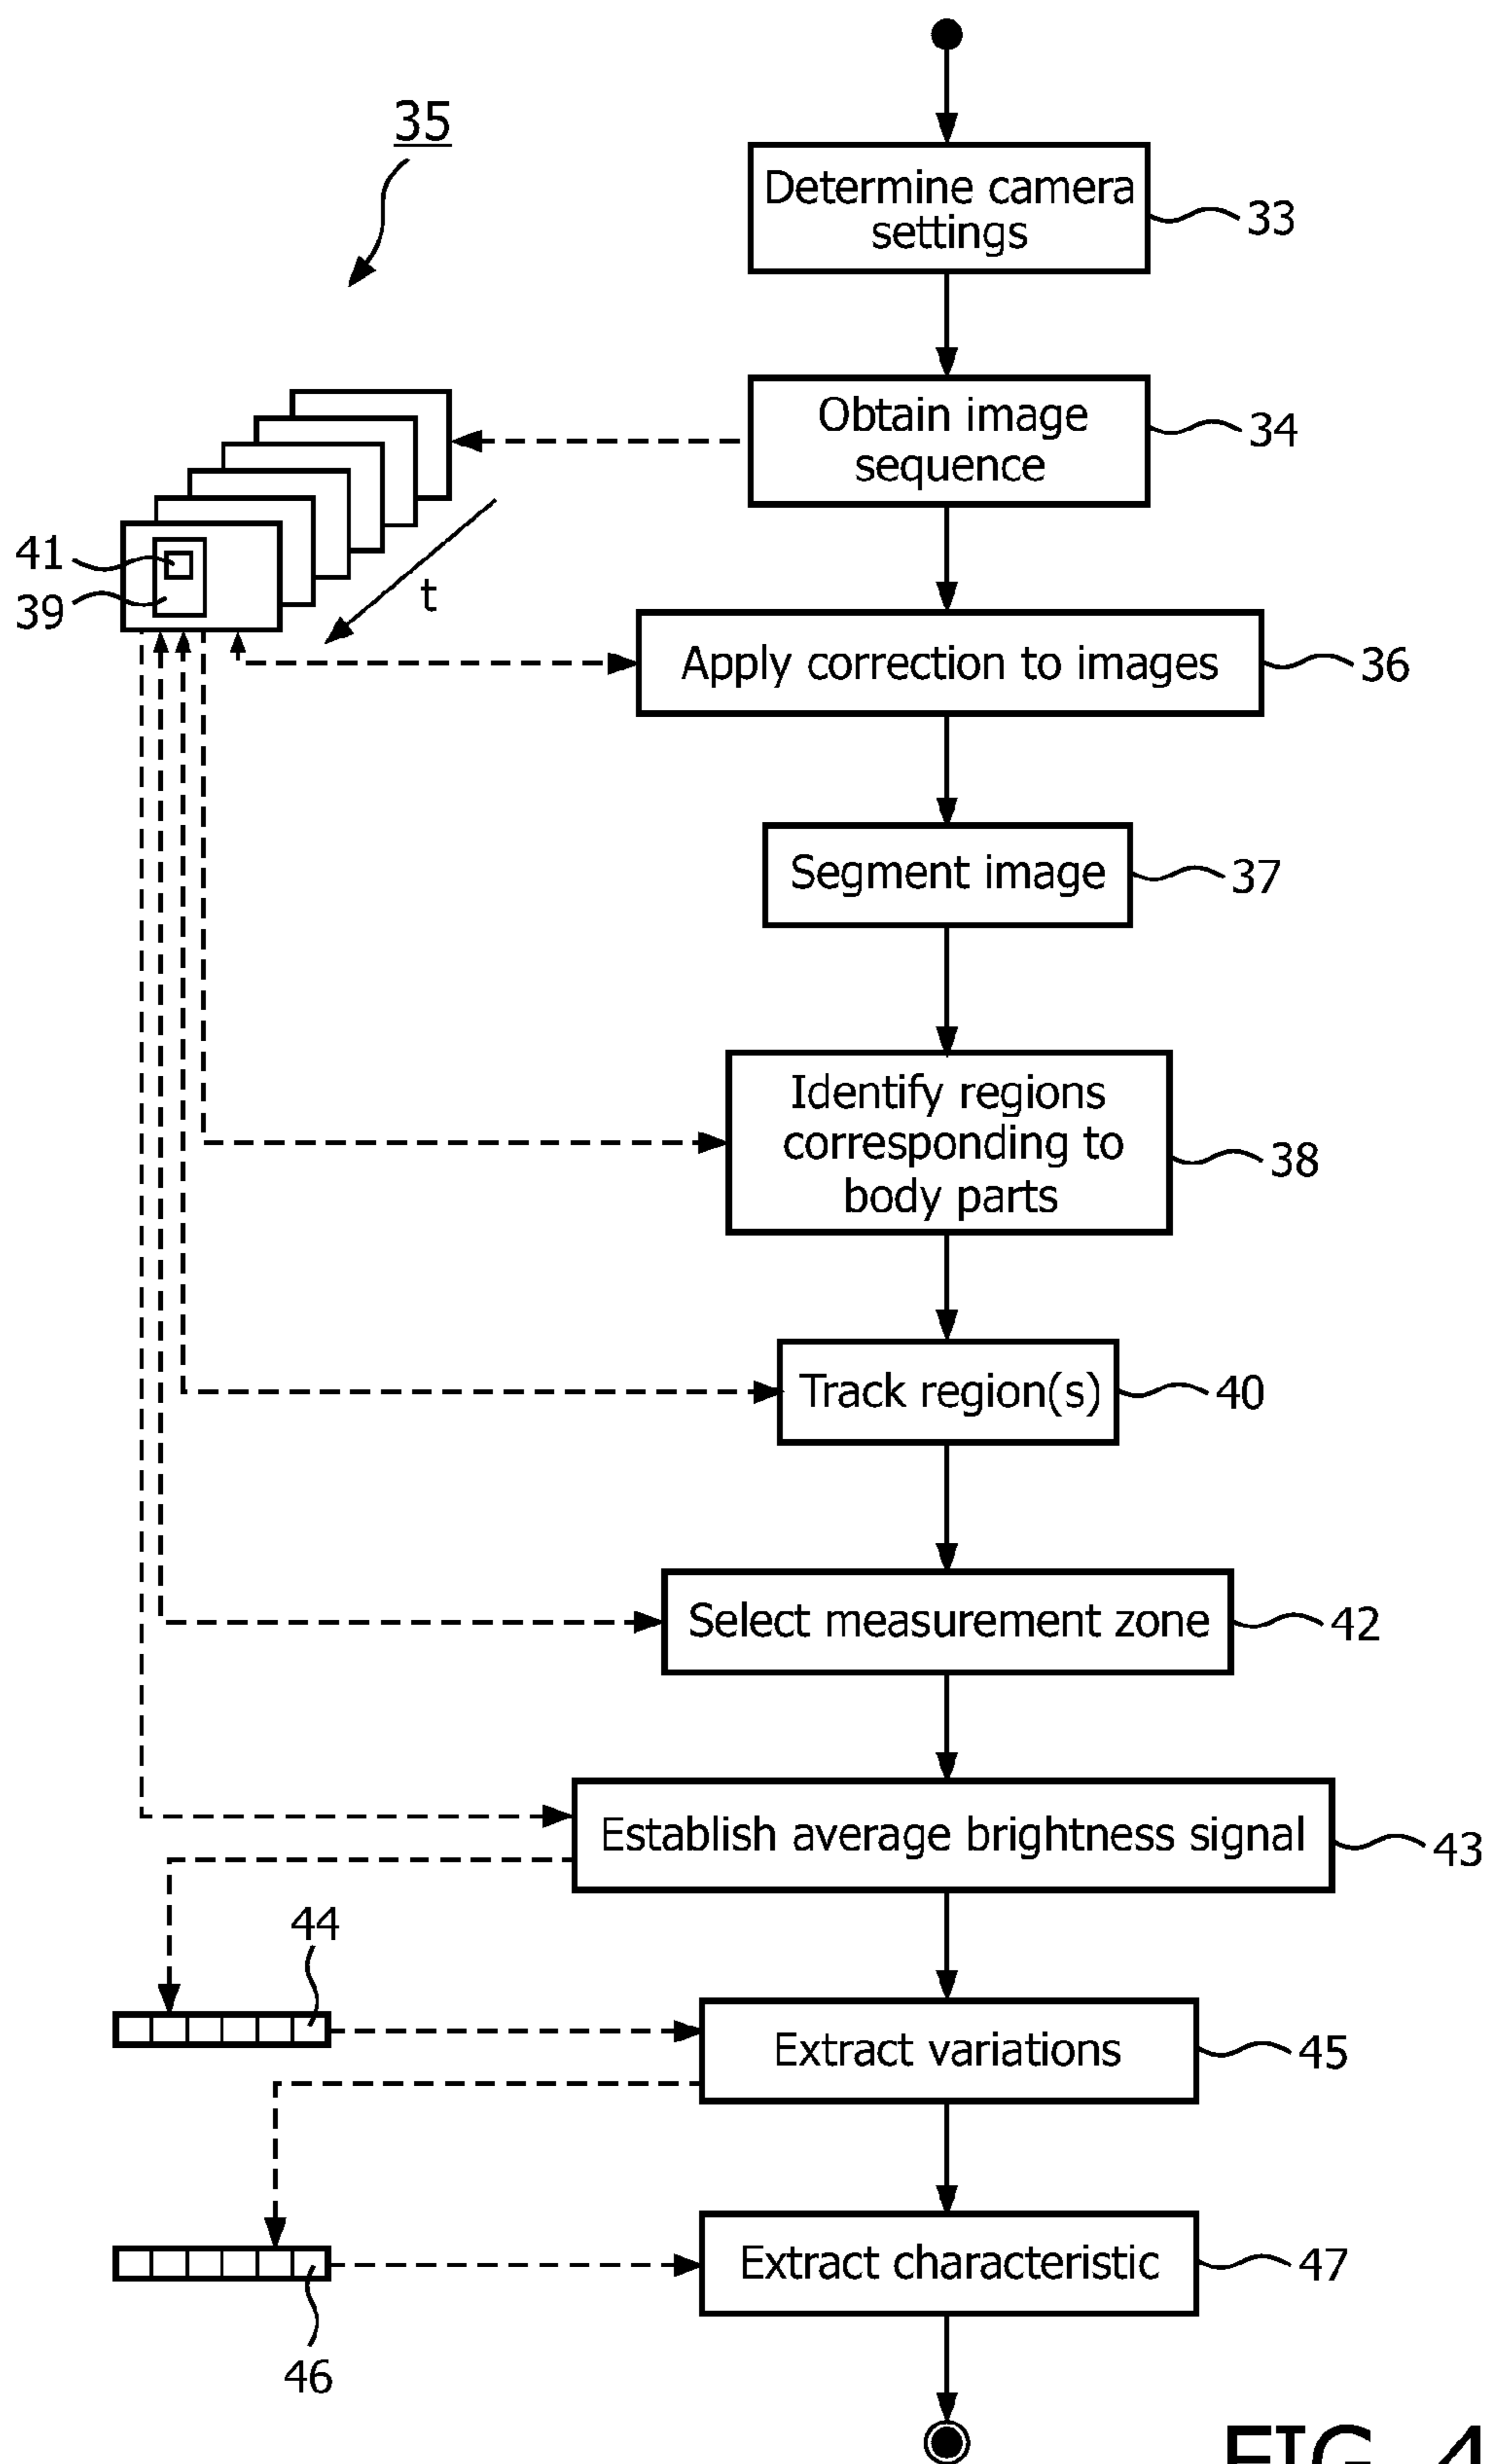 35
Determine camera
settings
33
Obtain image
sequence
34
41
39
t
Apply correction to images
36
Segment image
37
Identify regions
corresponding to
body parts
38
Track region(s)
40
Select measurement zone
42
Establish average brightness signal
43
44
Extract variations
45
Extract characteristic
47
46
FIG. 4